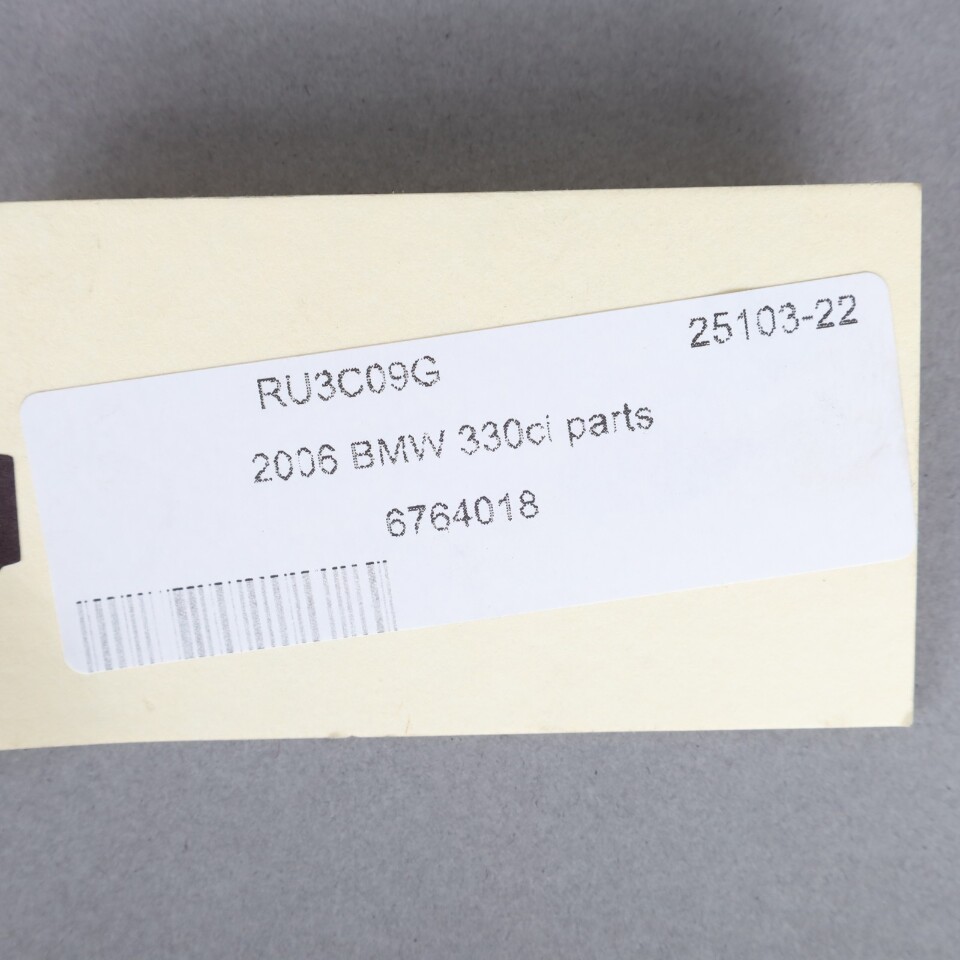 25103-22
RU3C09G
2006 BMW 330ci parts
6764018